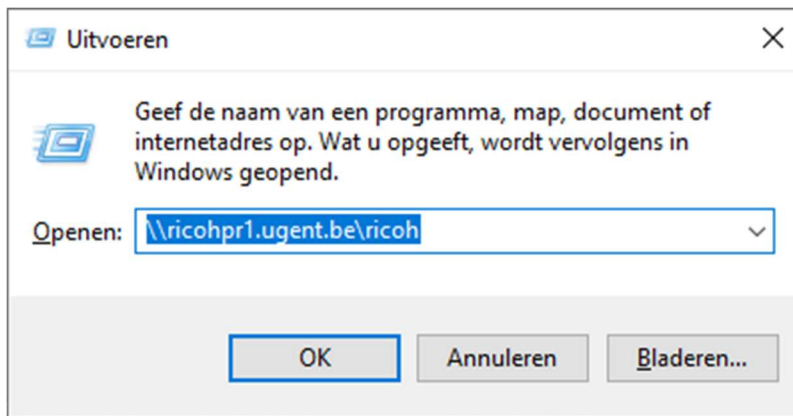 Uitvoeren
Geef de naam van een programma, map, document of
internetadres op. Wat u opgeeft, wordt vervolgens in
Windows geopend.
Openen: \\ricohpr1.ugent.be\ricoh
OK Annuleren Bladeren...